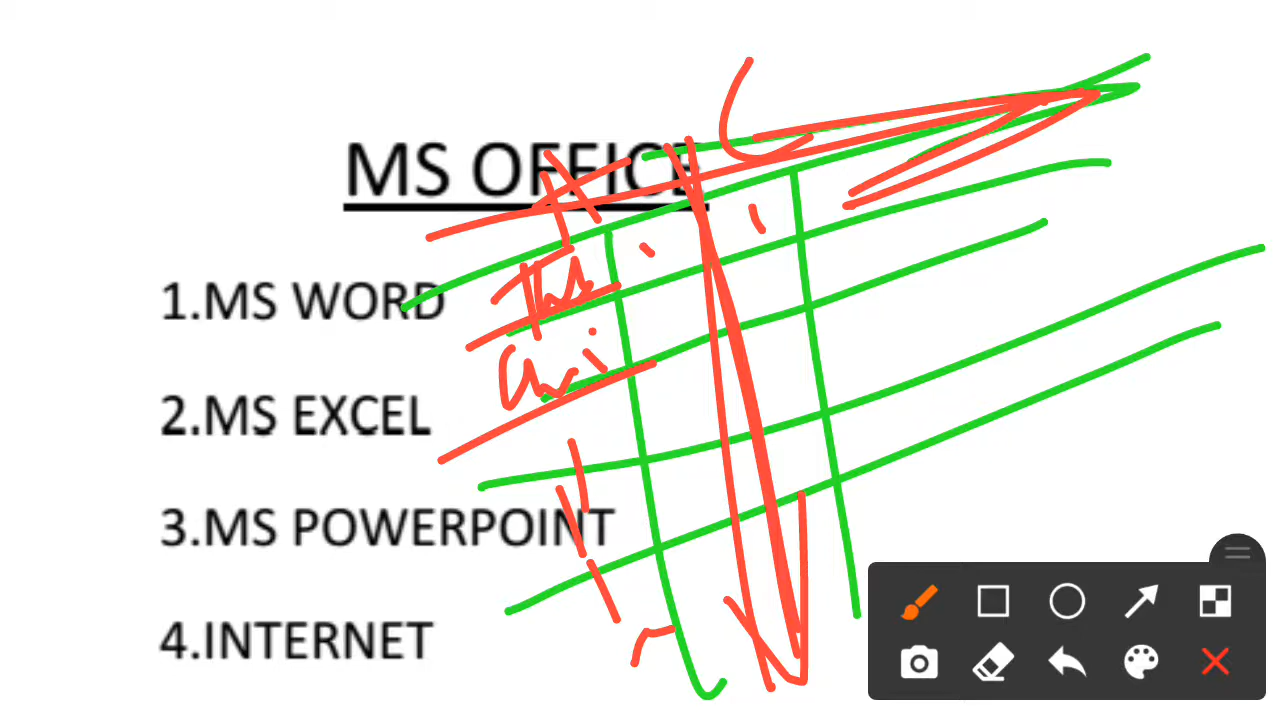 MS OFFICE
1.MS WORD
2.MS EXCEL
3.MS POWERPOINT
4.INTERNET